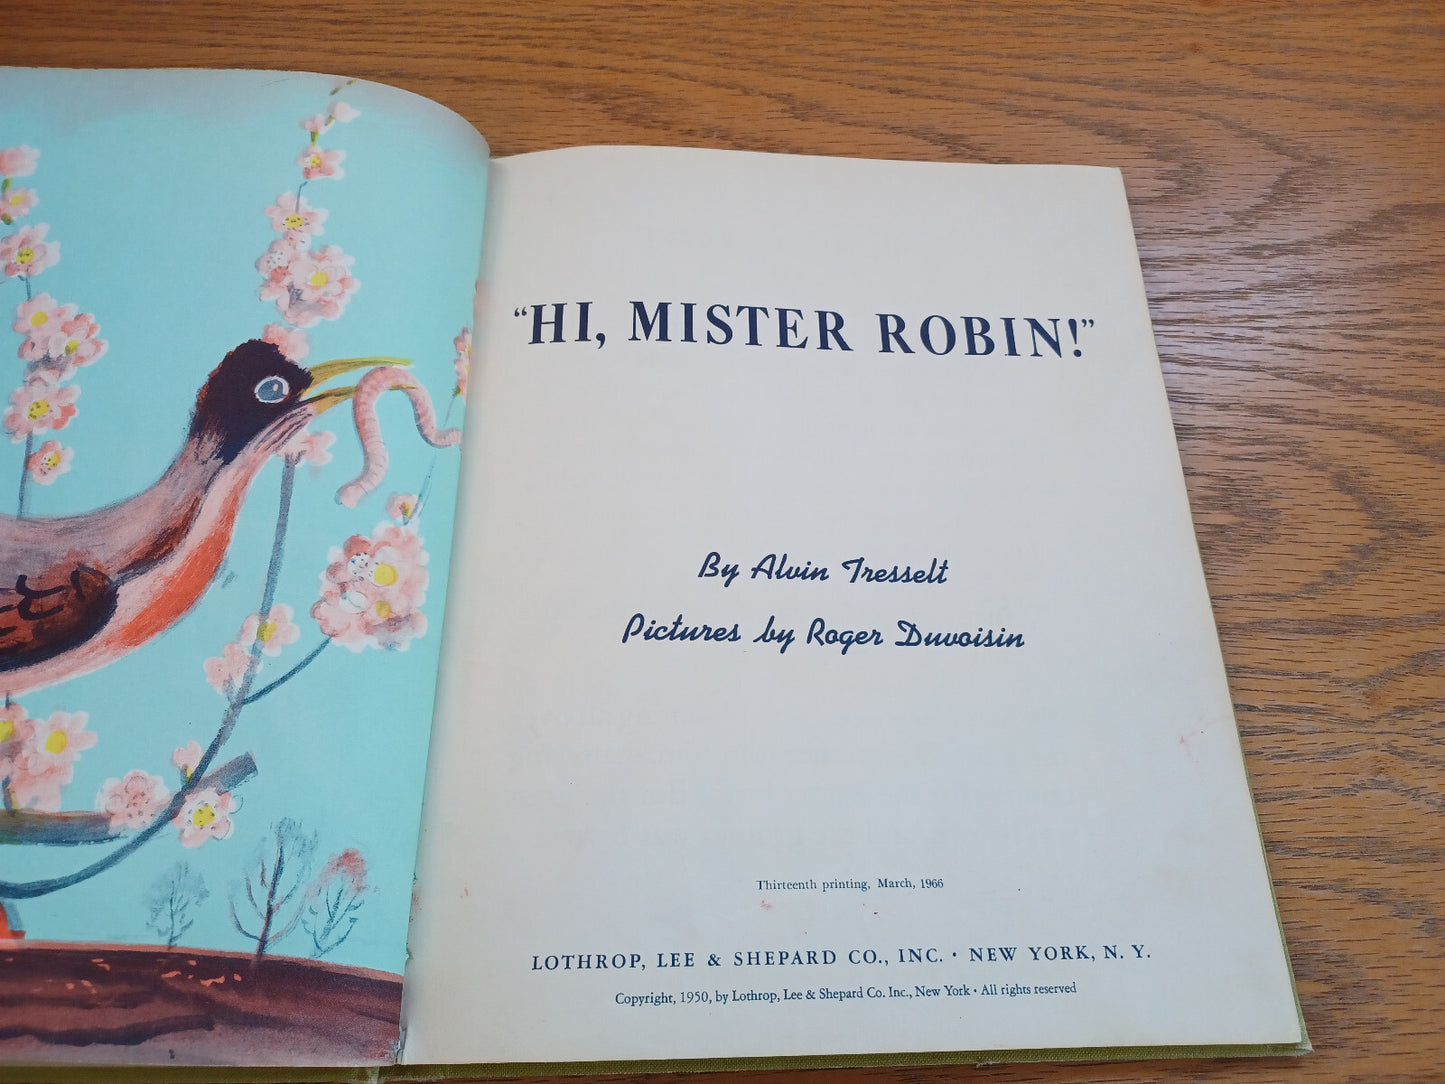 “HI, MISTER ROBIN!”
By Alvin Tresselt
Pictures by Roger Duvoisin
Thirteenth printing, March, 1966
LOTHROP, LEE & SHEPARD CO., INC. • NEW YORK, N. Y.
Copyright, 1950, by Lothrop, Lee & Shepard Co. Inc., New York • All rights reserved